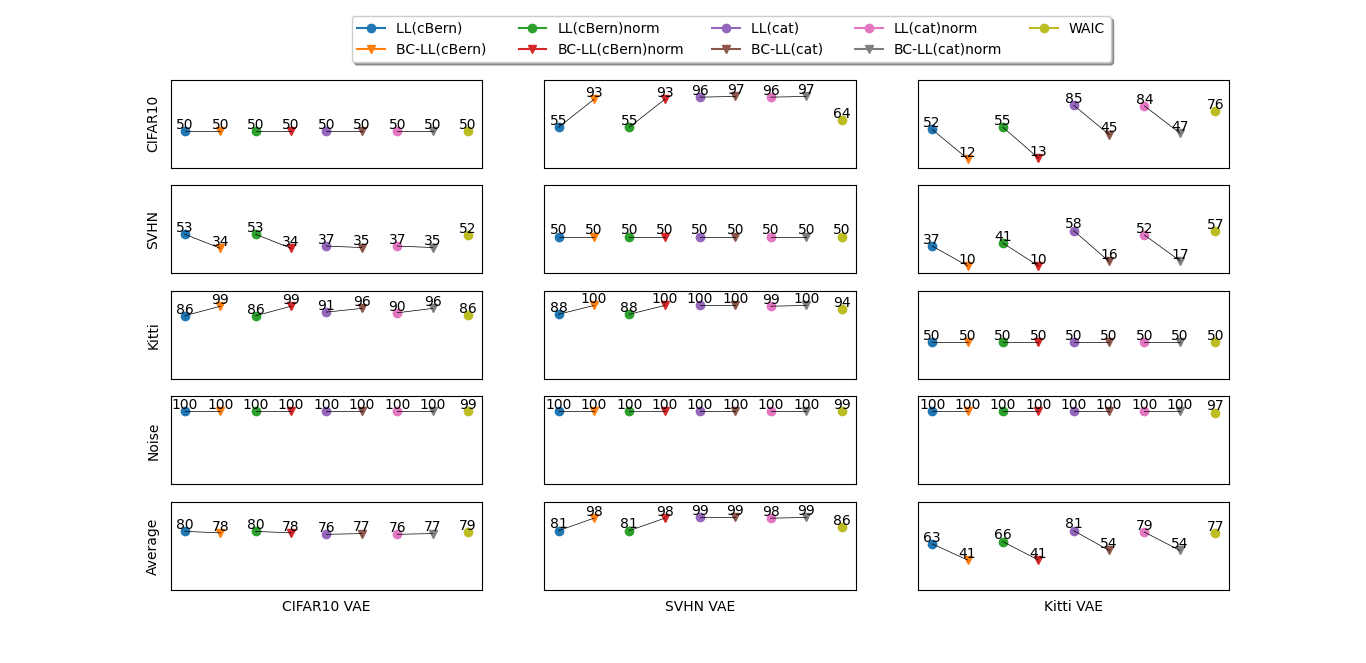 LL(cBern) LL(cBern)norm LL(cat) LL(cat)norm WAIC
BC-LL(cBern) BC-LL(cBern)norm BC-LL(cat) BC-LL(cat)norm
CIFAR10
50 50 50 50 50 50 50 50 50
55 93 55 93 96 97 96 97 64
52 12 55 13 85 45 84 47 76
SVHN
53 34 53 34 37 35 37 35 52
50 50 50 50 50 50 50 50 50
37 10 41 10 58 16 52 17 57
Kitti
86 99 86 99 91 96 90 96 86
88 100 88 100 100 100 99 100 94
50 50 50 50 50 50 50 50 50
Noise
100 100 100 100 100 100 100 100 99
100 100 100 100 100 100 100 100 99
100 100 100 100 100 100 100 100 97
Average
80 78 80 78 76 77 76 77 79
81 98 81 98 99 99 98 99 86
63 41 66 41 81 54 79 54 77
CIFAR10 VAE
SVHN VAE
Kitti VAE